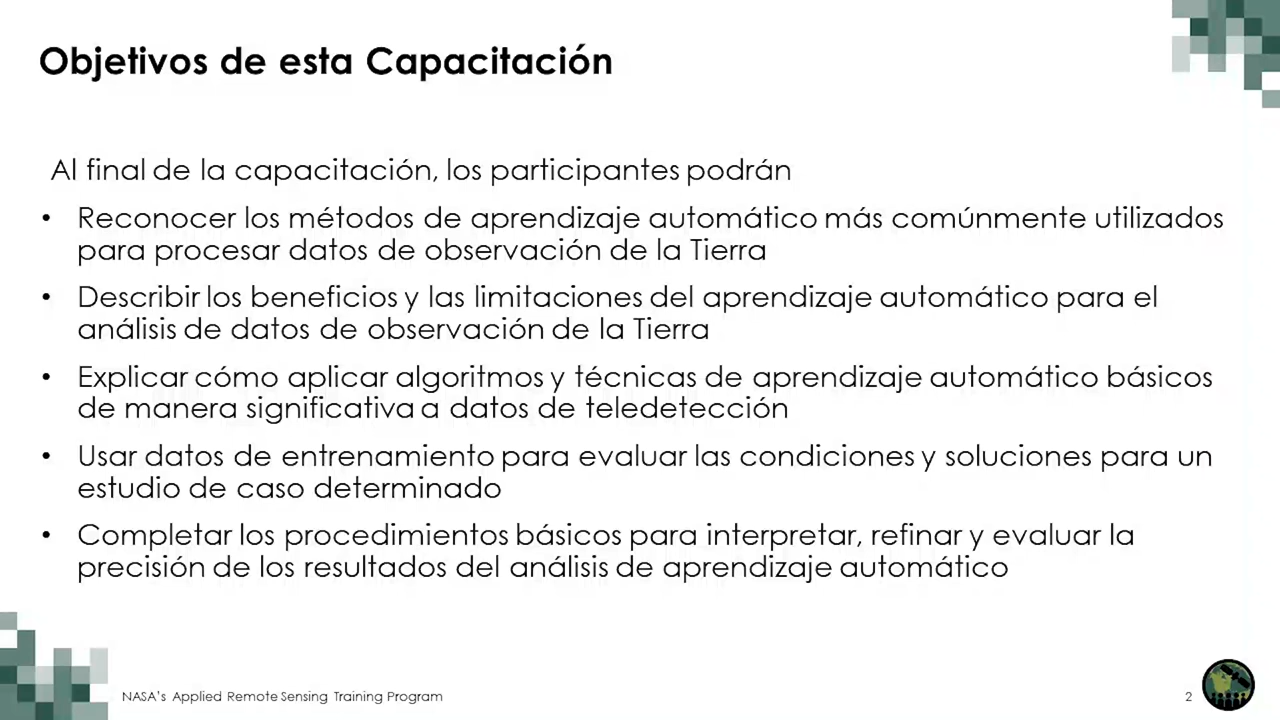 Objetivos de esta Capacitación
Al final de la capacitación, los participantes podrán
• Reconocer los métodos de aprendizaje automático más comúnmente utilizados
para procesar datos de observación de la Tierra
• Describir los beneficios y las limitaciones del aprendizaje automático para el
análisis de datos de observación de la Tierra
• Explicar cómo aplicar algoritmos y técnicas de aprendizaje automático básicos
de manera significativa a datos de teledetección
• Usar datos de entrenamiento para evaluar las condiciones y soluciones para un
estudio de caso determinado
• Completar los procedimientos básicos para interpretar, refinar y evaluar la
precisión de los resultados del análisis de aprendizaje automático
NASA's Applied Remote Sensing Training Program
2